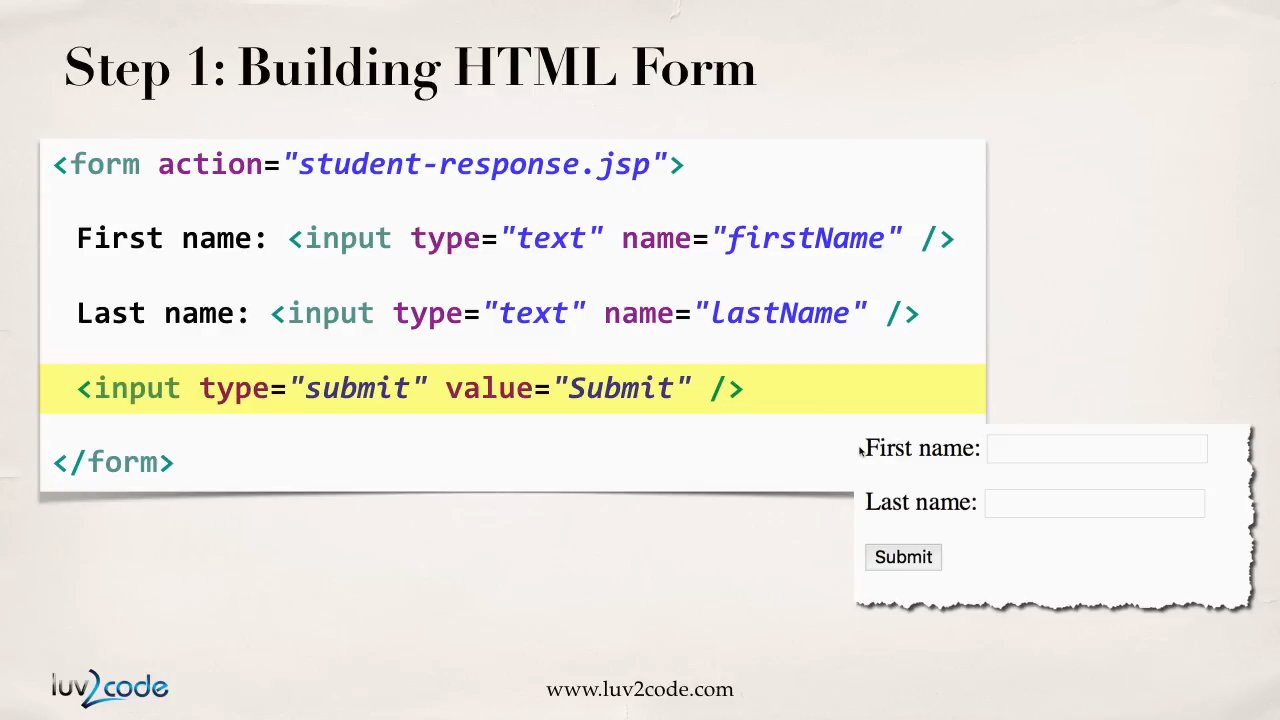 Step 1: Building HTML Form
<form action="student-response.jsp">
First name: <input type="text" name="firstName" />
Last name: <input type="text" name="lastName" />
<input type="submit" value="Submit" />
</form>
First name:
Last name:
Submit
luv2code
www.luv2code.com